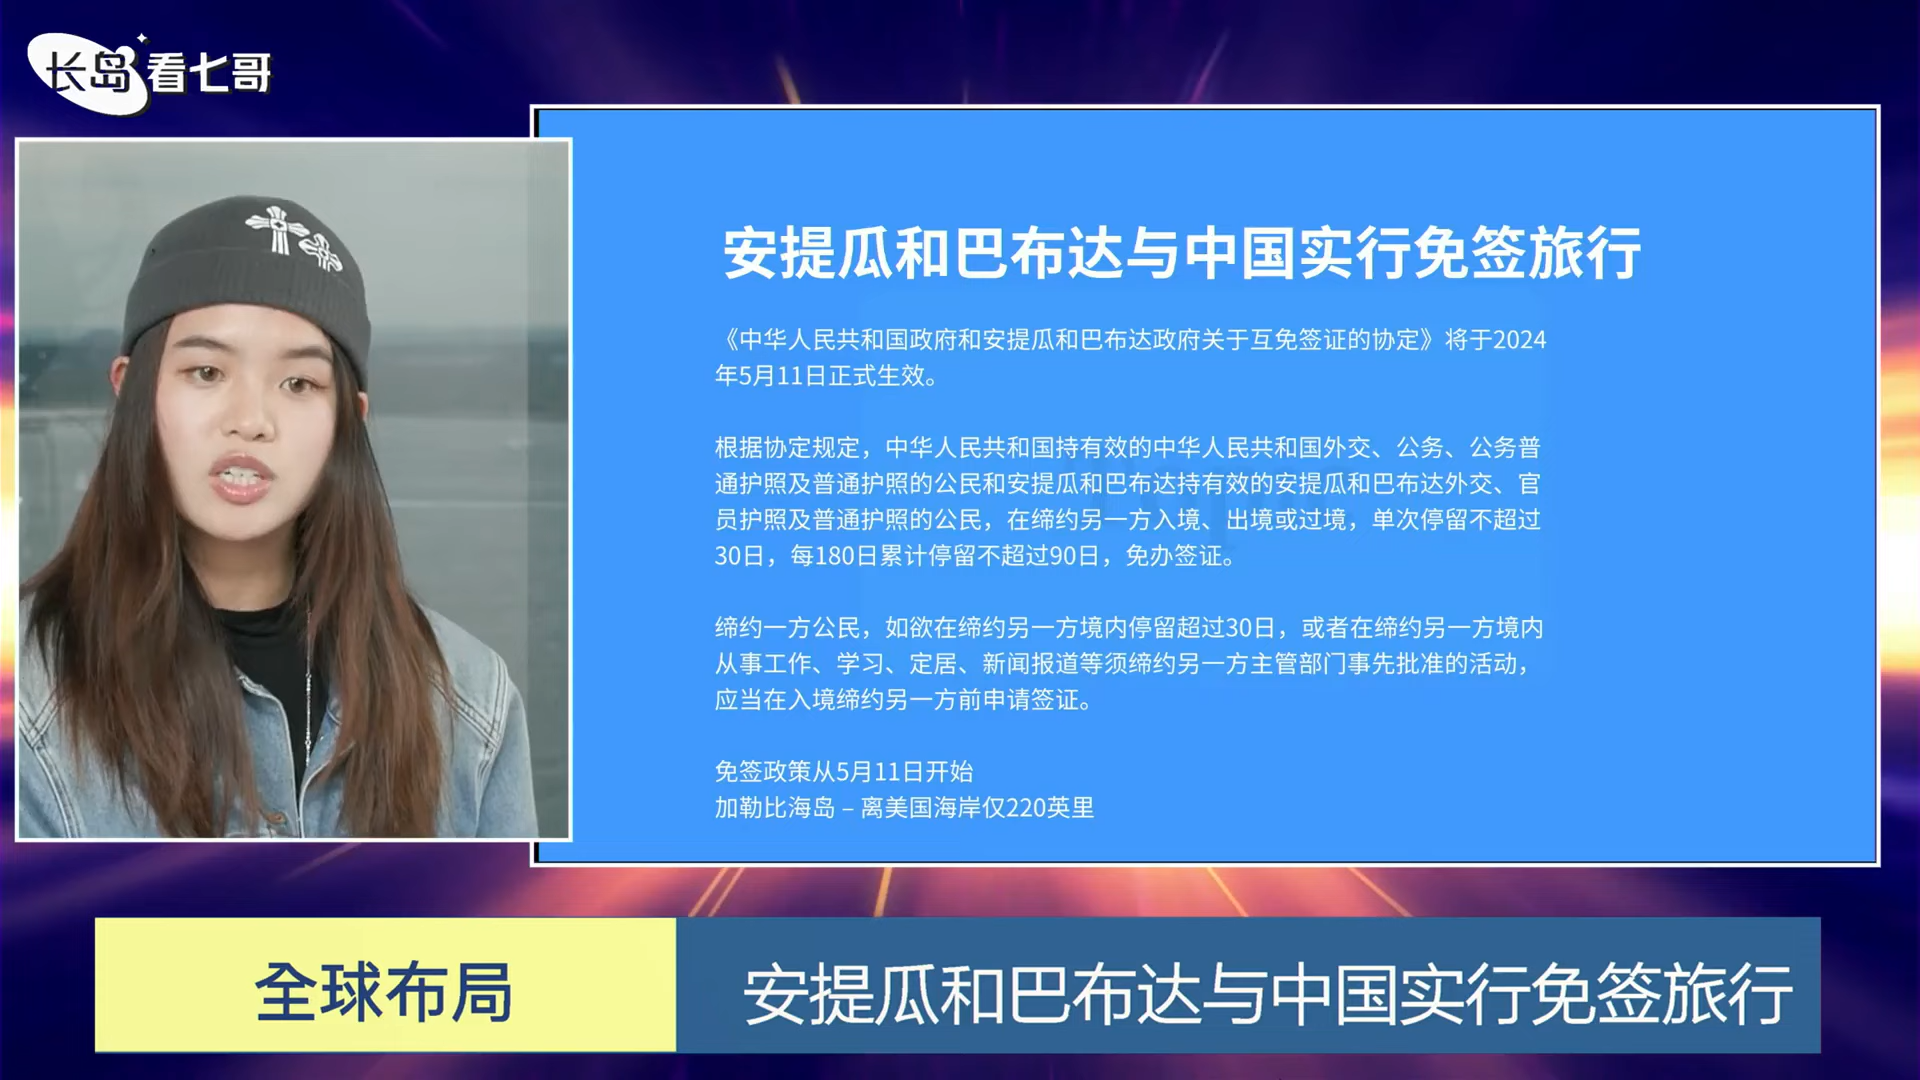 长岛看七哥
安提瓜和巴布达与中国实行免签旅行
《中华人民共和国政府和安提瓜和巴布达政府关于互免签证的协定》将于2024
年5月11日正式生效。
根据协定规定，中华人民共和国持有效的中华人民共和国外交、公务、公务普
通护照及普通护照的公民和安提瓜和巴布达持有效的安提瓜和巴布达外交、官
员护照及普通护照的公民，在缔约另一方入境、出境或过境，单次停留不超过
30日，每180日累计停留不超过90日，免办签证。
缔约一方公民，如欲在缔约另一方境内停留超过30日，或者在缔约另一方境内
从事工作、学习、定居、新闻报道等须缔约另一方主管部门事先批准的活动，
应当在入境缔约另一方前申请签证。
免签政策从5月11日开始
加勒比海岛 – 离美国海岸仅220英里
全球布局
安提瓜和巴布达与中国实行免签旅行